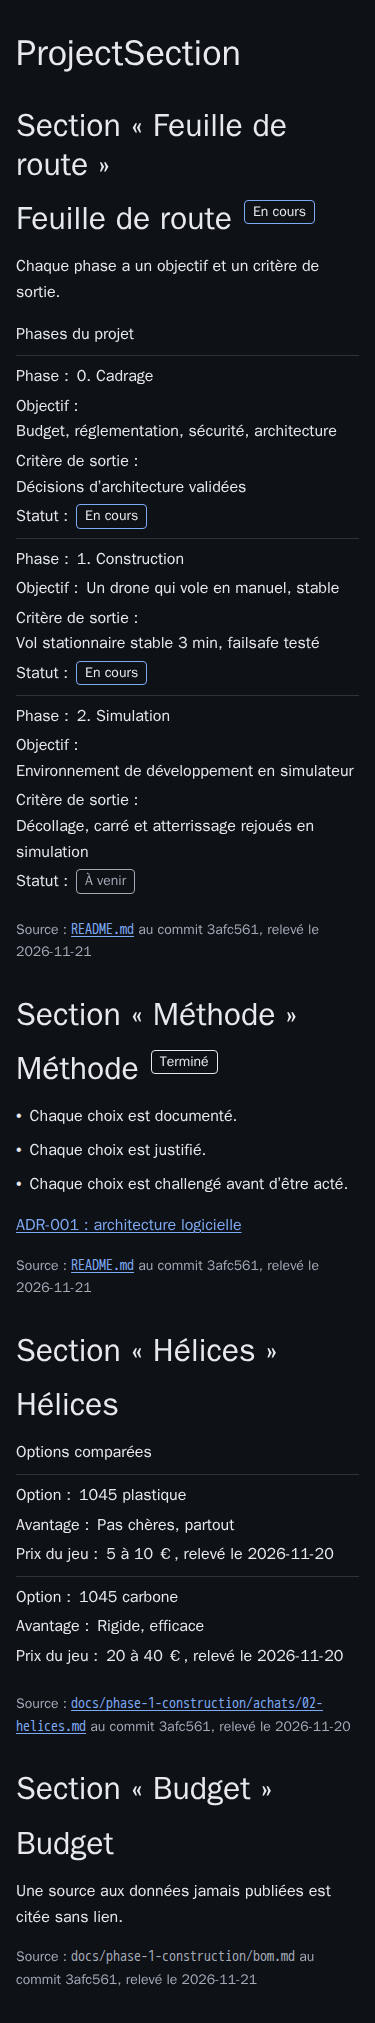 ProjectSection
Section « Feuille de
route »
Feuille de route En cours
Chaque phase a un objectif et un critère de
sortie.
Phases du projet
Phase : 0. Cadrage
Objectif :
Budget, réglementation, sécurité, architecture
Critère de sortie :
Décisions d'architecture validées
Statut : En cours
Phase : 1. Construction
Objectif : Un drone qui vole en manuel, stable
Critère de sortie :
Vol stationnaire stable 3 min, failsafe testé
Statut : En cours
Phase : 2. Simulation
Objectif :
Environnement de développement en simulateur
Critère de sortie :
Décollage, carré et atterrissage rejoués en
simulation
Statut : À venir
Source : README.md au commit 3afc561, relevé le
2026-11-21
Section « Méthode »
Méthode Terminé
• Chaque choix est documenté.
• Chaque choix est justifié.
• Chaque choix est challengé avant d'être acté.
ADR-001 : architecture logicielle
Source : README.md au commit 3afc561, relevé le
2026-11-21
Section « Hélices »
Hélices
Options comparées
Option : 1045 plastique
Avantage : Pas chères, partout
Prix du jeu : 5 à 10 €, relevé le 2026-11-20
Option : 1045 carbone
Avantage : Rigide, efficace
Prix du jeu : 20 à 40 €, relevé le 2026-11-20
Source : docs/phase-1-construction/achats/02-
helices.md au commit 3afc561, relevé le 2026-11-20
Section « Budget »
Budget
Une source aux données jamais publiées est
citée sans lien.
Source : docs/phase-1-construction/bom.md au
commit 3afc561, relevé le 2026-11-21